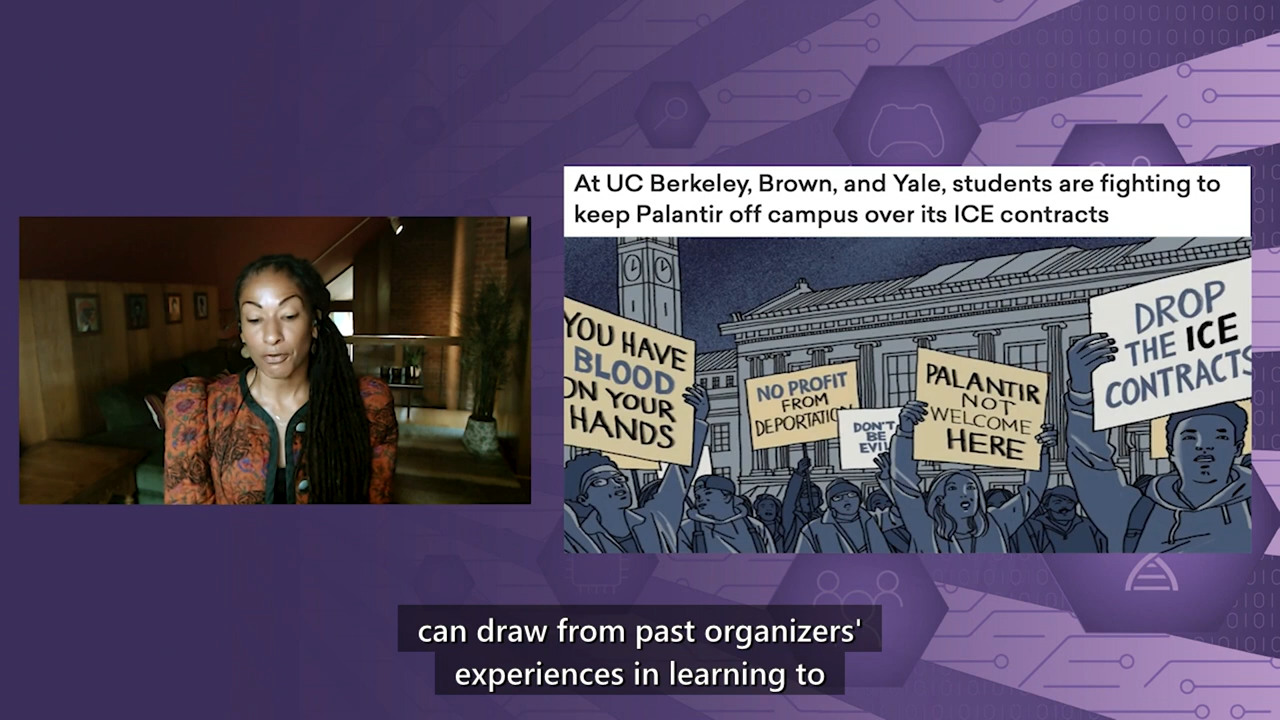 At UC Berkeley, Brown, and Yale, students are fighting to
keep Palantir off campus over its ICE contracts
YOU HAVE
BLOOD
ON YOUR
HANDS
NO PROFIT
FROM
DEPORTATION
DON'T
BE
EVIL
PALANTIR
NOT
WELCOME
HERE
DROP
THE ICE
CONTRACTS
can draw from past organizers'
experiences in learning to